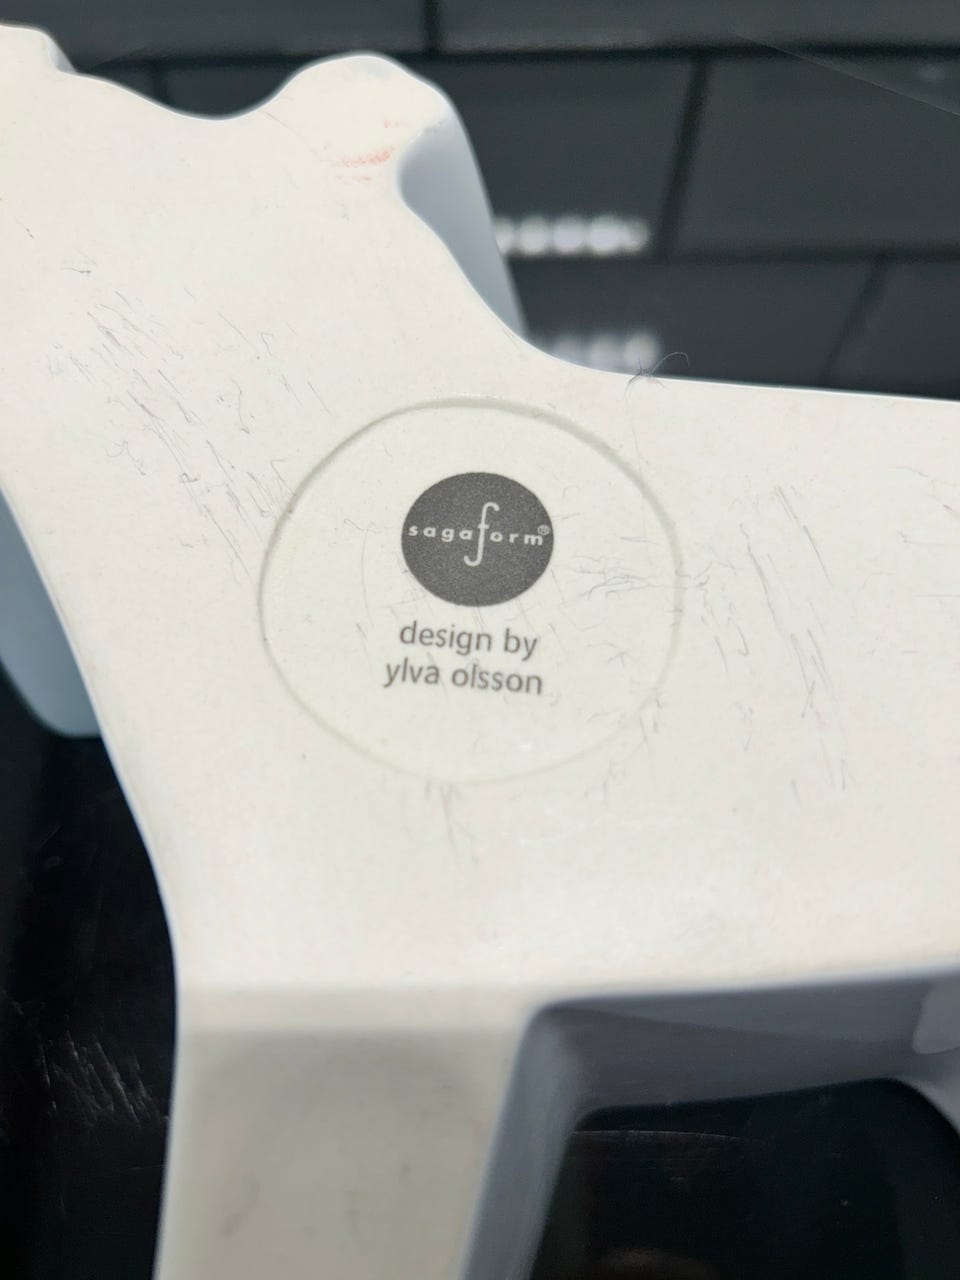 sagaform®
design by
ylva olsson